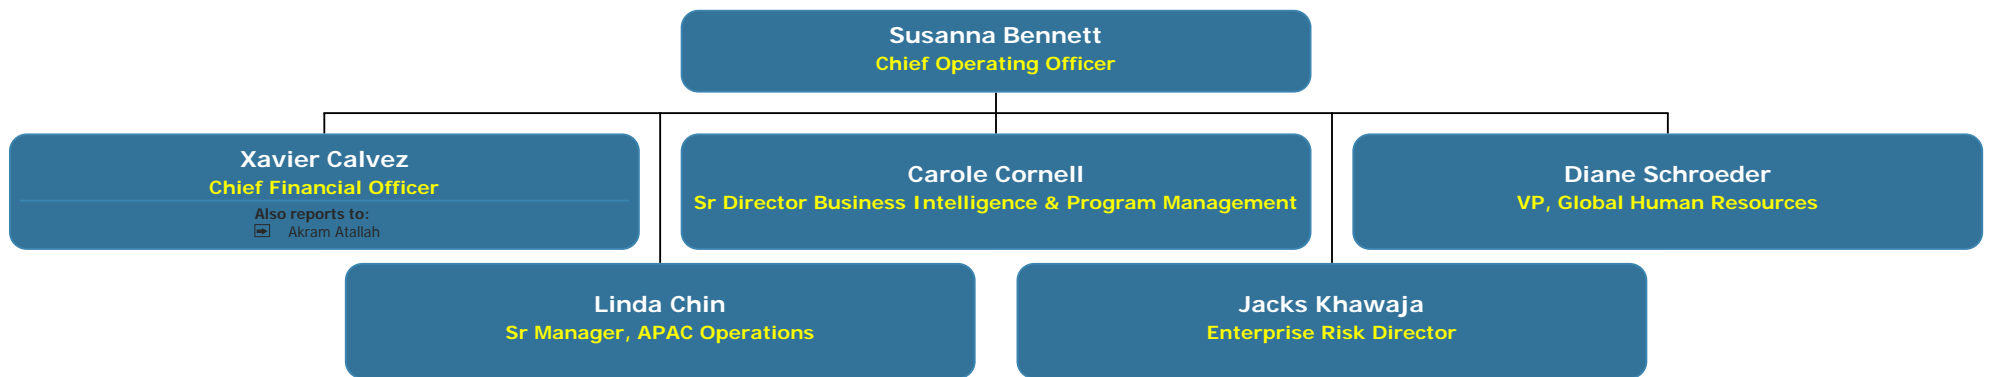 Susanna Bennett
Chief Operating Officer
Xavier Calvez
Chief Financial Officer
Also reports to:
Akram Atallah
Carole Cornell
Sr Director Business Intelligence & Program Management
Diane Schroeder
VP, Global Human Resources
Linda Chin
Sr Manager, APAC Operations
Jacks Khawaja
Enterprise Risk Director